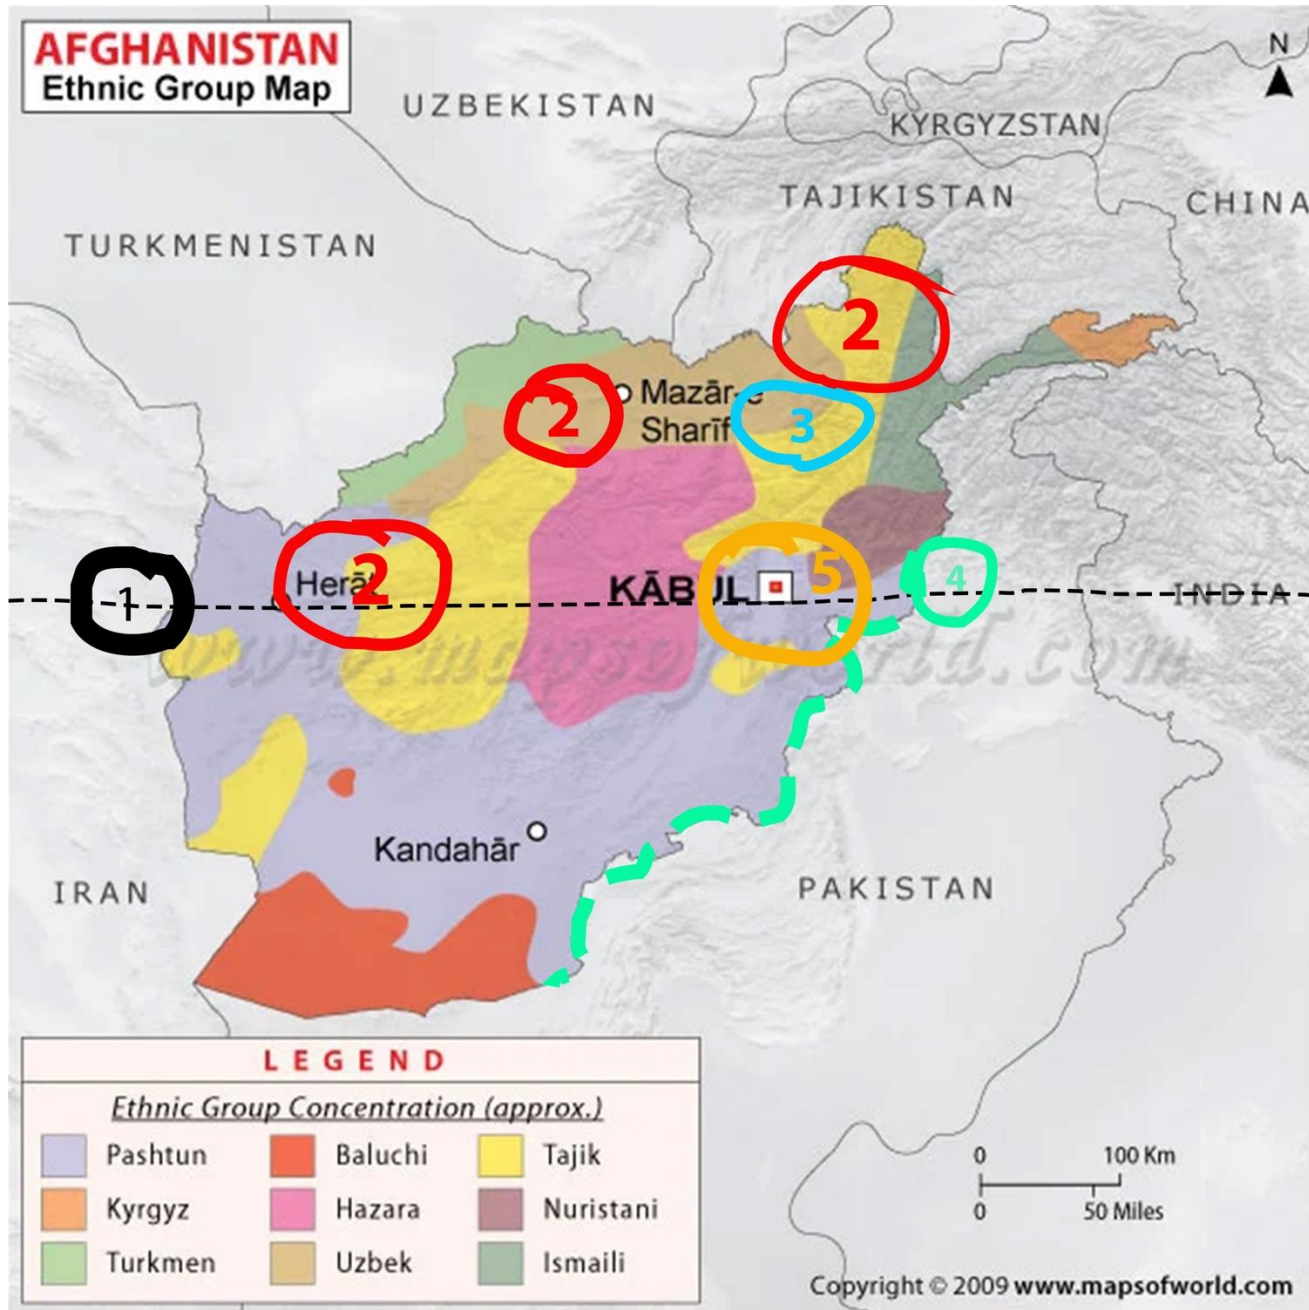 AFGHANISTAN
Ethnic Group Map
N
UZBEKISTAN
KYRGYZSTAN
TAJIKISTAN
CHINA
TURKMENISTAN
2
2
Mazār-e
Sharīf
3
2
Herāt
1
KĀBUL
5
4
INDIA
www.mapsofworld.com
Kandahār
IRAN
PAKISTAN
LEGEND
Ethnic Group Concentration (approx.)
Pashtun Baluchi Tajik
Kyrgyz Hazara Nuristani
Turkmen Uzbek Ismaili
0 100 Km
0 50 Miles
Copyright © 2009 www.mapsofworld.com